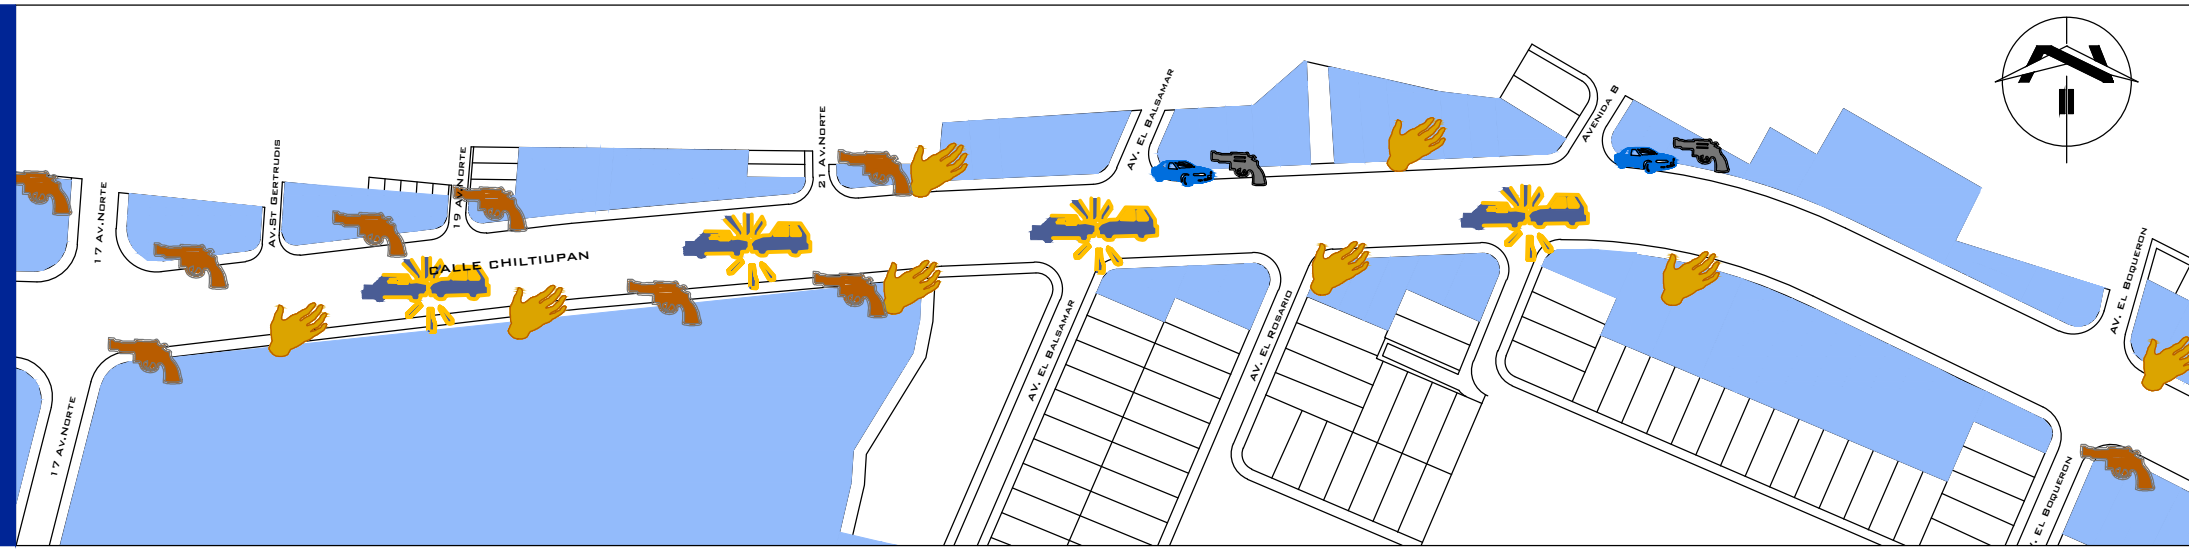 17 Av.Norte
Av.St Gertrudis
19 Av.Norte
21 Av.Norte
Av. El Balsamar
Avenida B
Av. El Boqueron
Calle Chiltiupan
17 Av.Norte
Av. El Balsamar
Av. El Rosario
. El Boqueron